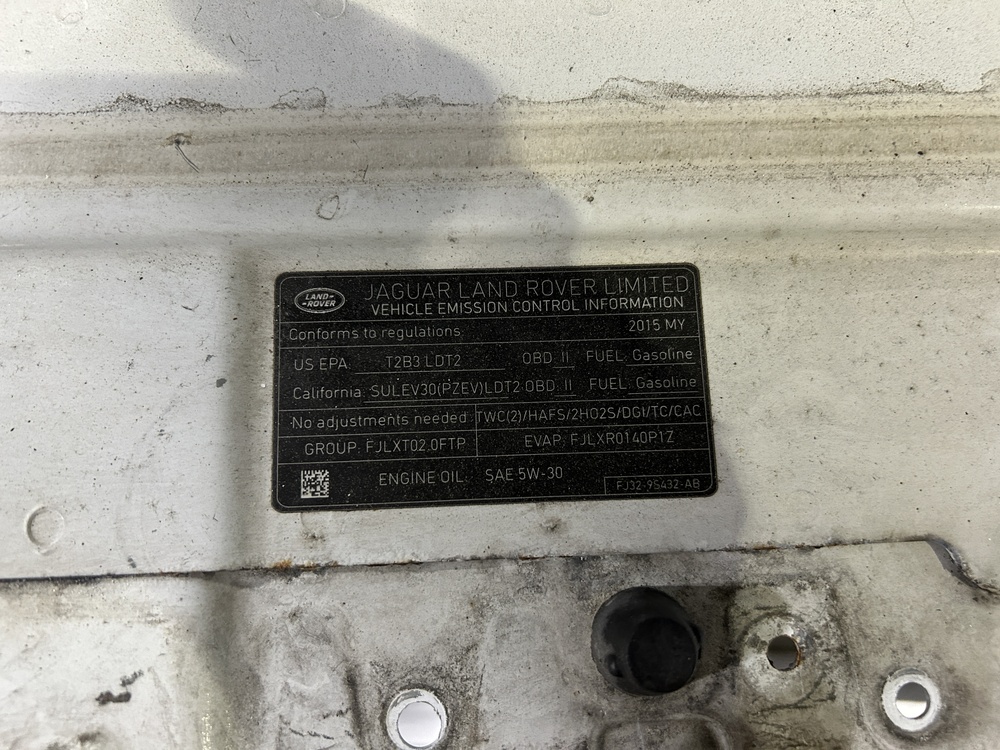 LAND-
-ROVER
JAGUAR LAND ROVER LIMITED
VEHICLE EMISSION CONTROL INFORMATION
Conforms to regulations 2015 MY
US EPA: T2B3 LDT2 OBD II FUEL: Gasoline
California: SULEV30(PZEV)LDT2 OBD II FUEL: Gasoline
No adjustments needed TWC(2)/HAFS/2HO2S/DGI/TC/CAC
GROUP: FJLXT02.0FTP EVAP: FJLXR0140P1Z
ENGINE OIL: SAE 5W-30
FJ32-9S432-AB